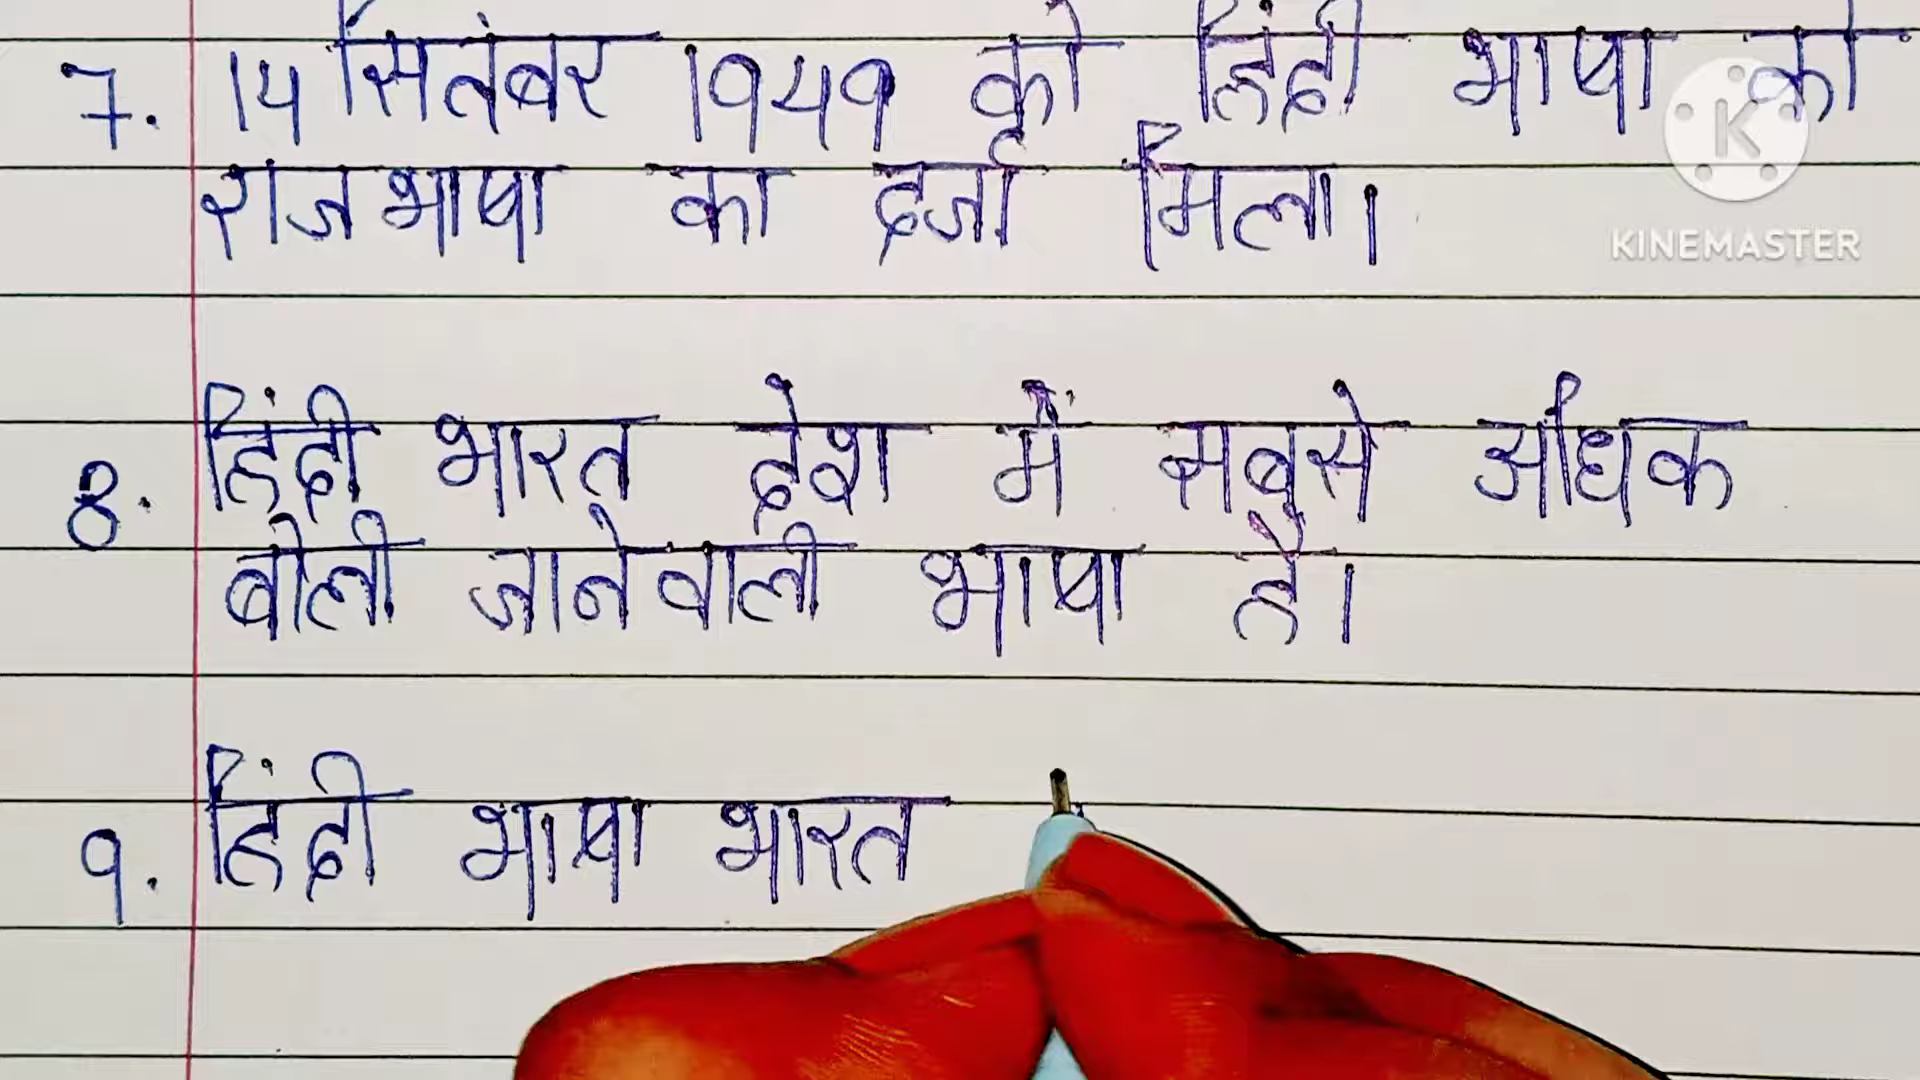 7. 14 सितंबर 1949 को हिंदी भाषा को
राजभाषा का दर्जा मिला।
8. हिंदी भारत देश में सबसे अधिक
बोली जानेवाली भाषा है।
9. हिंदी भाषा भारत
KINEMASTER